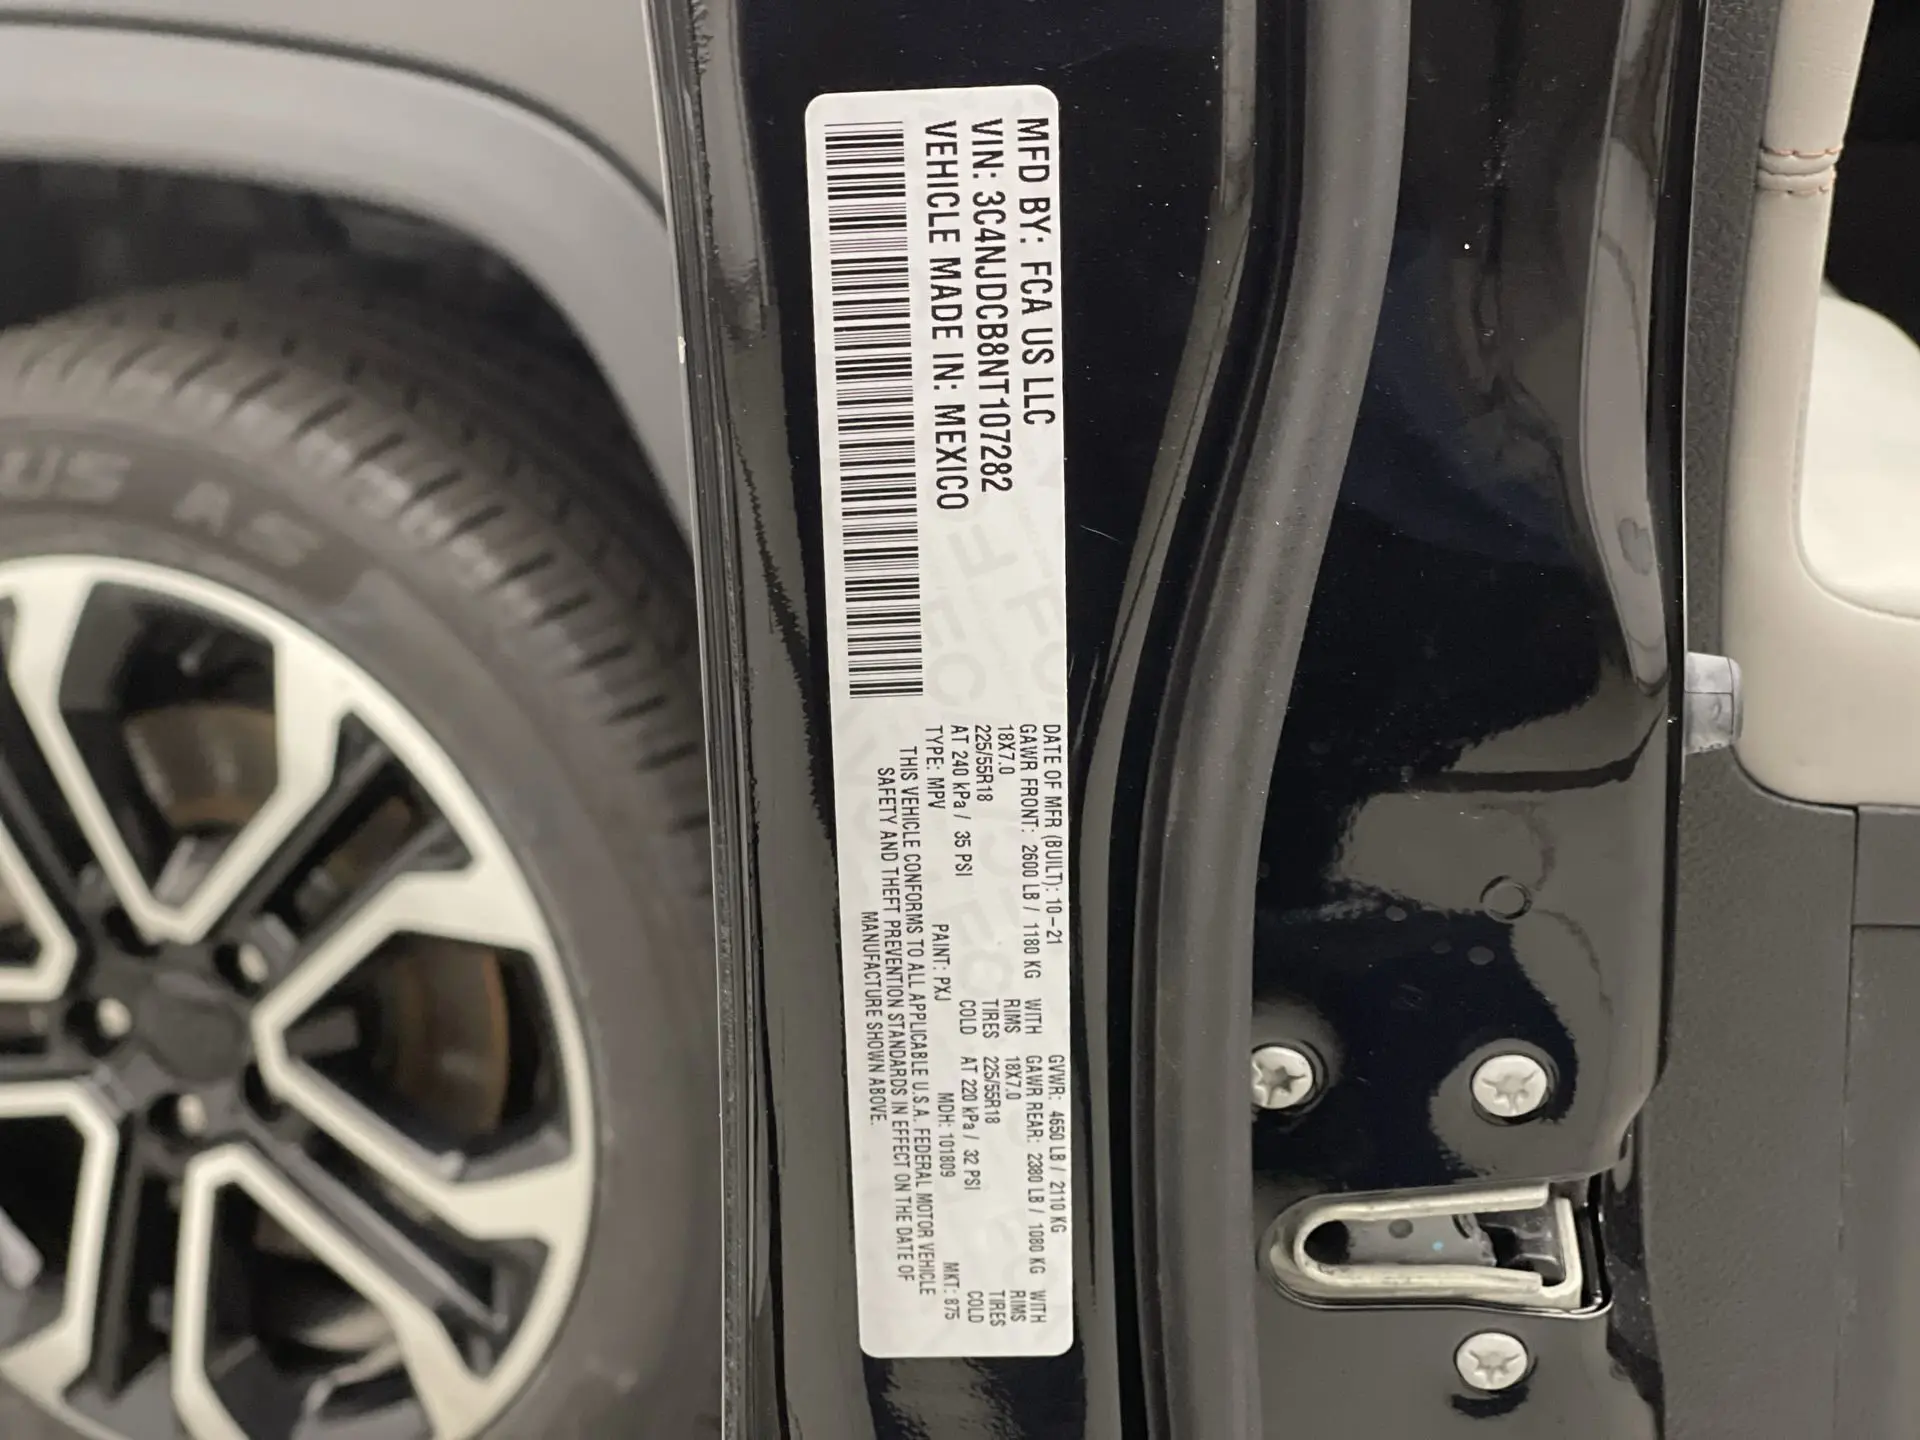 MFD BY: FCA US LLC
VIN: 3C4NJDCB8NT107282
VEHICLE MADE IN: MEXICO
DATE OF MFR (BUILT): 10-21 GVWR: 4650 LB / 2110 KG
GAWR FRONT: 2600 LB / 1180 KG WITH GAWR REAR: 2380 LB / 1080 KG WITH
18X7.0 RIMS 18X7.0 RIMS
225/55R18 TIRES 225/55R18 TIRES
AT 240 kPa / 35 PSI COLD AT 220 kPa / 32 PSI COLD
TYPE: MPV PAINT: PXJ MDH: 101809 MKT: 875
THIS VEHICLE CONFORMS TO ALL APPLICABLE U.S.A. FEDERAL MOTOR VEHICLE
SAFETY AND THEFT PREVENTION STANDARDS IN EFFECT ON THE DATE OF
MANUFACTURE SHOWN ABOVE.
US AS